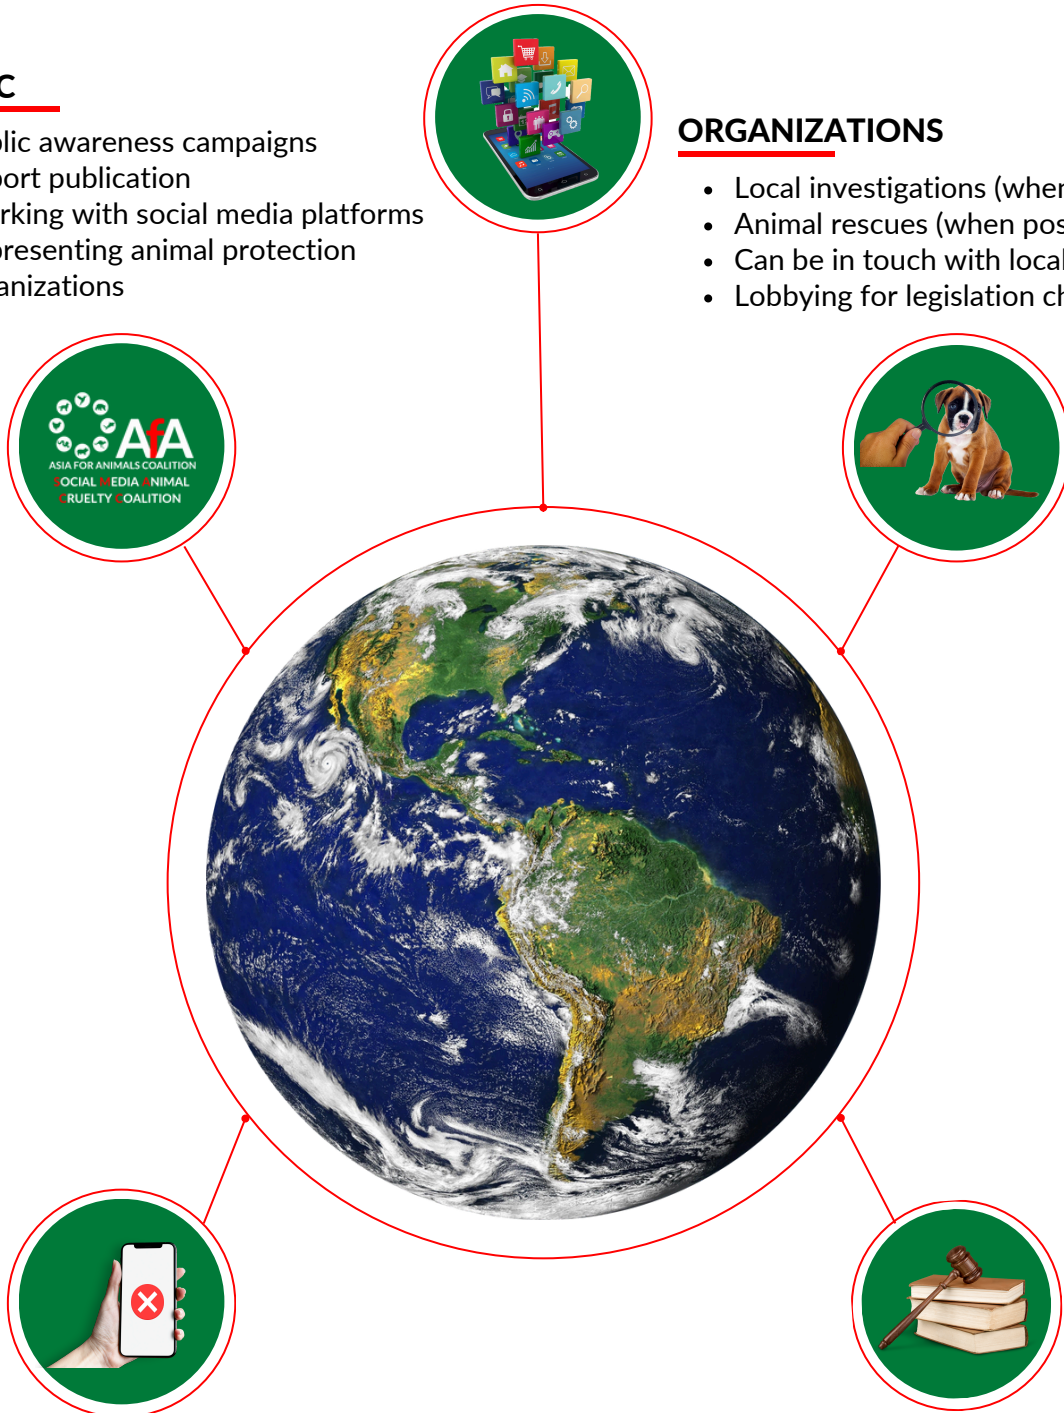 C
lic awareness campaigns
ort publication
rking with social media platforms
presenting animal protection
anizations
ORGANIZATIONS
• Local investigations (when
• Animal rescues (when pos
• Can be in touch with local
• Lobbying for legislation ch
AfA
ASIA FOR ANIMALS COALITION
SOCIAL MEDIA ANIMAL
CRUELTY COALITION